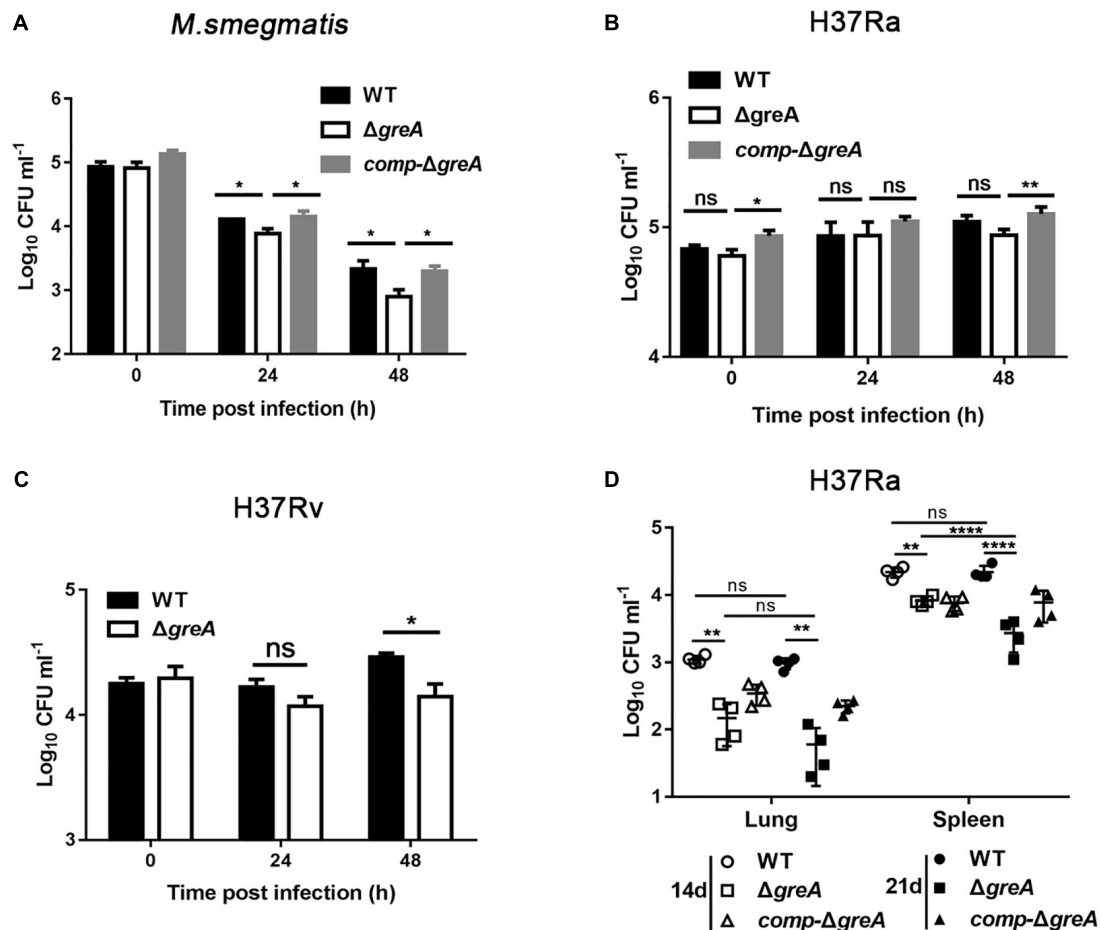 A
M.smegmatis
6
5
4
3
2
Log10 CFU ml-1
WT
ΔgreA
comp-ΔgreA
* *
* *
0 24 48
Time post infection (h)
B
H37Ra
6
5
4
Log10 CFU ml-1
WT
ΔgreA
comp-ΔgreA
ns *
ns ns
ns **
0 24 48
Time post infection (h)
C
H37Rv
5
4
3
Log10 CFU ml-1
WT
ΔgreA
ns
*
0 24 48
Time post infection (h)
D
H37Ra
5
4
3
2
1
Log10 CFU ml-1
ns
ns
** **
ns
****
** ****
Lung Spleen
14d
WT
ΔgreA
comp-ΔgreA
21d
WT
ΔgreA
comp-ΔgreA